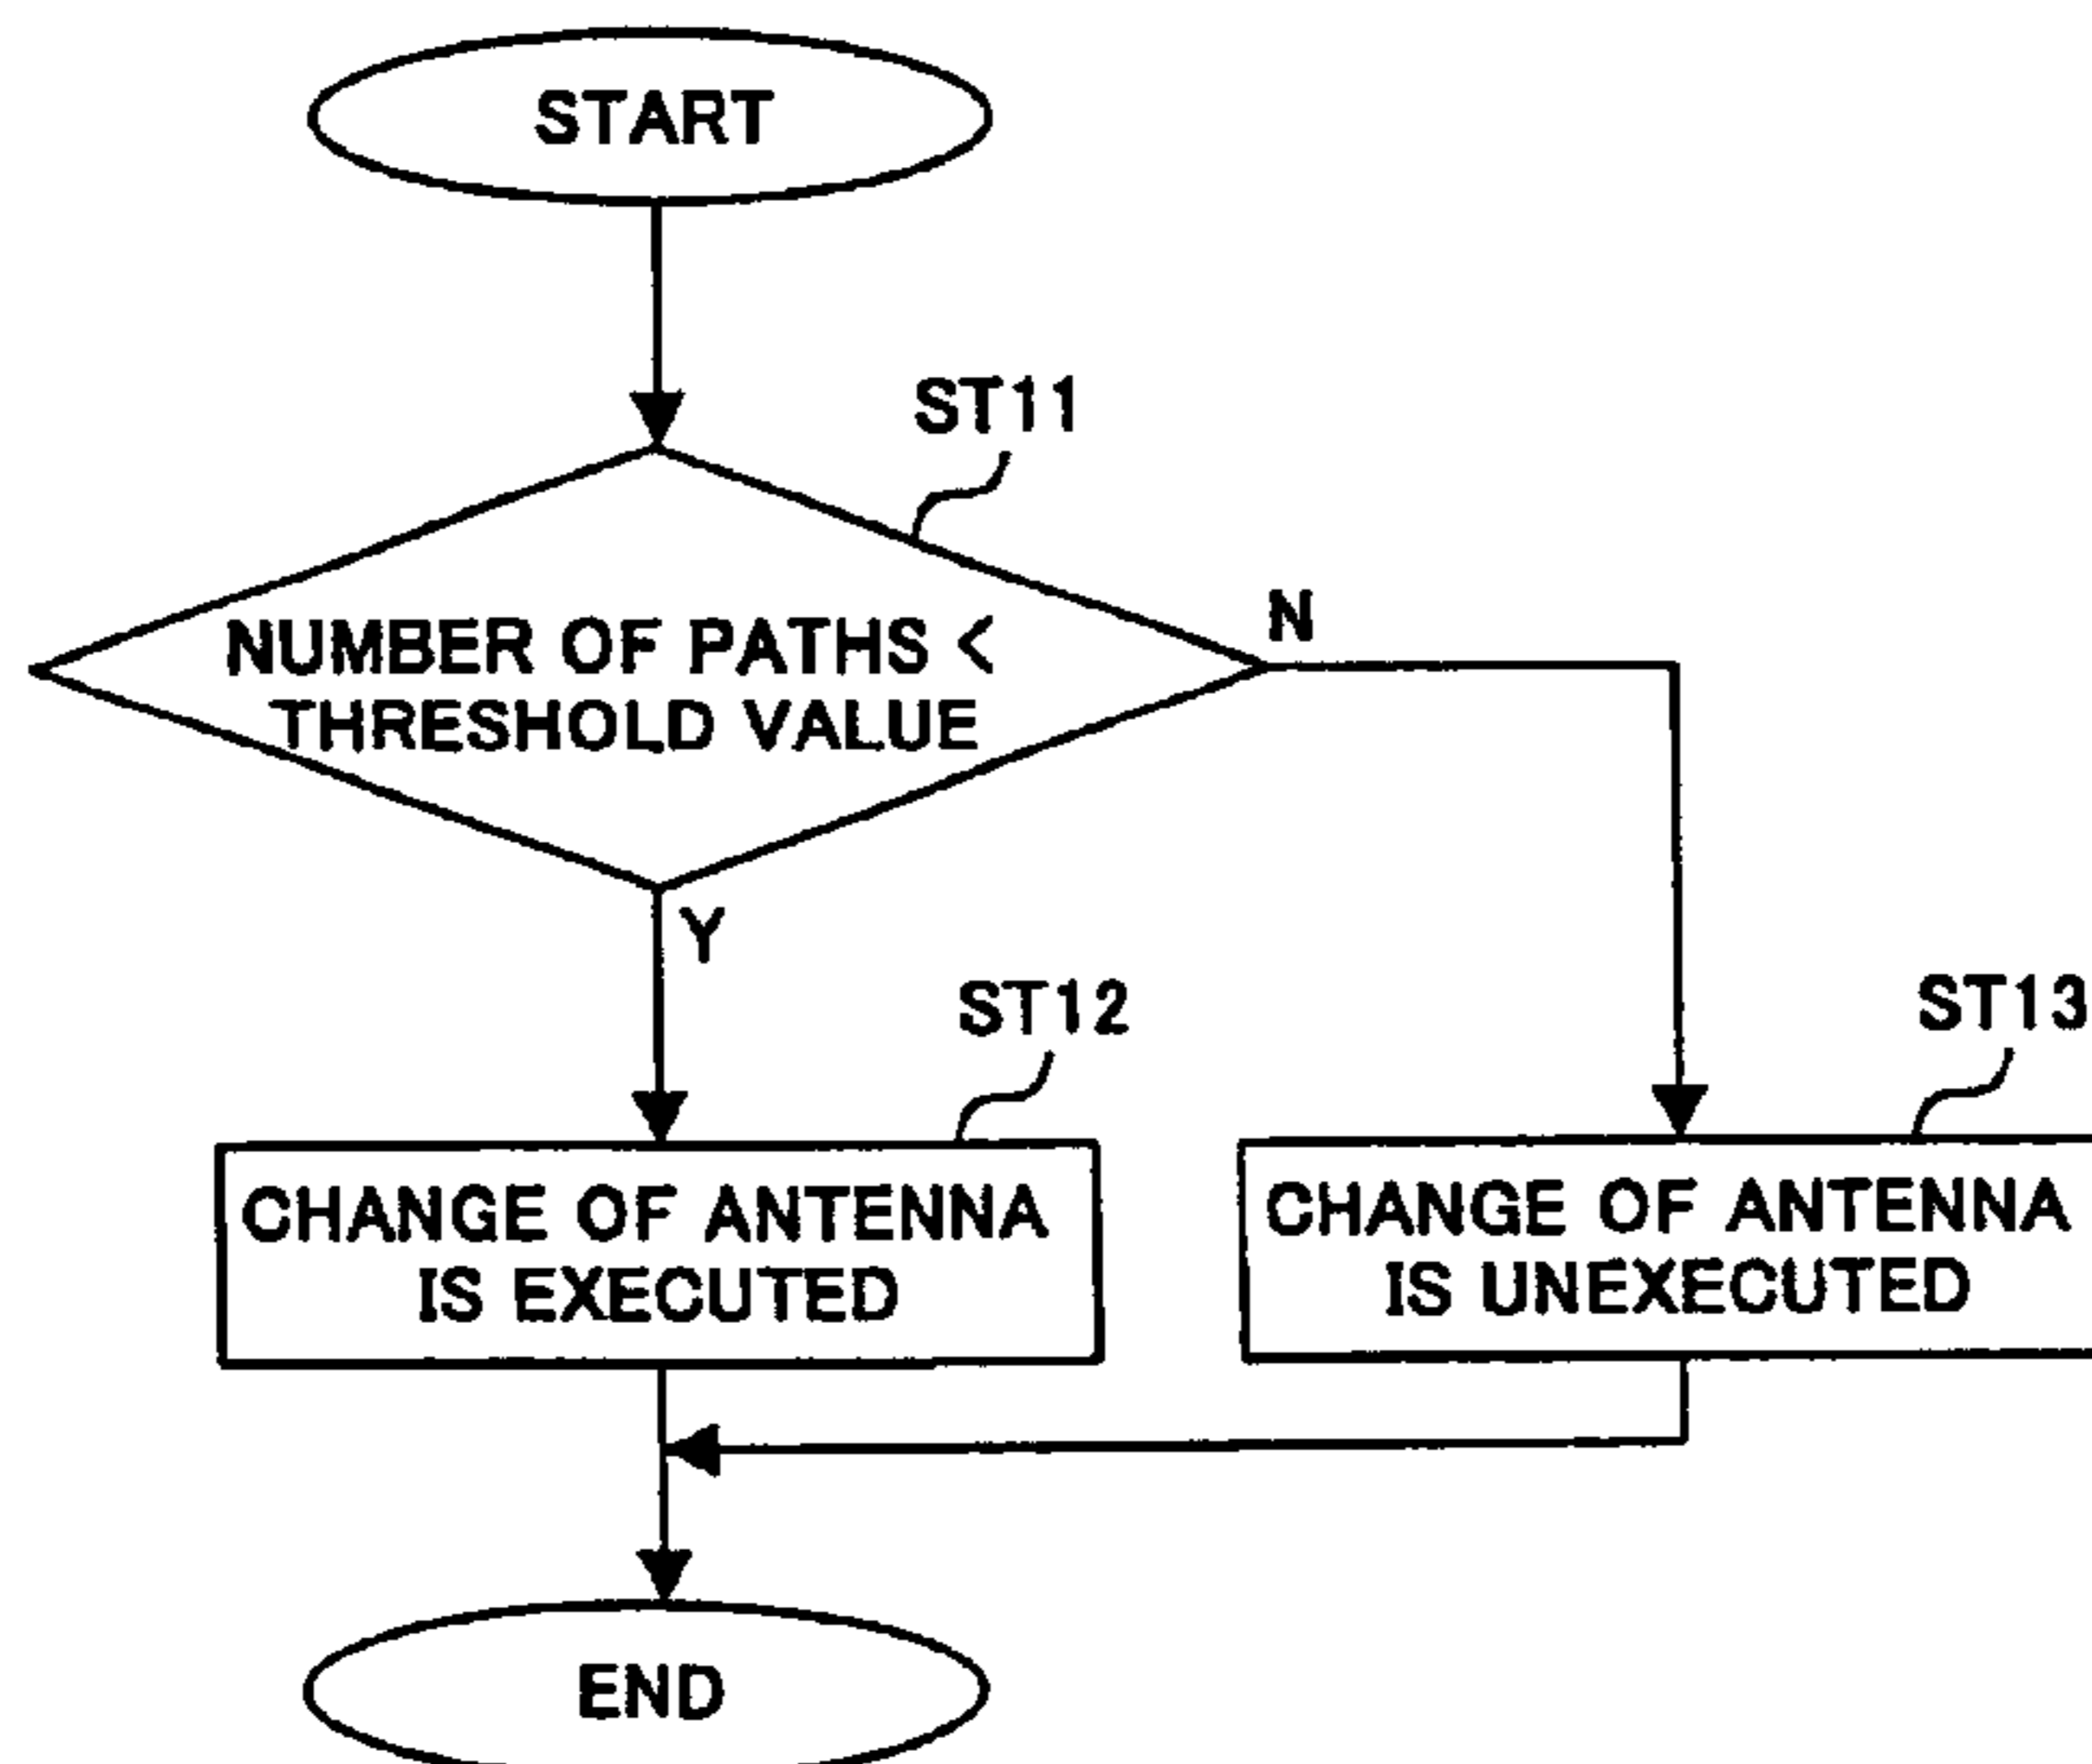 START
ST11
NUMBER OF PATHS <
THRESHOLD VALUE
N
Y
ST12
ST13
CHANGE OF ANTENNA
IS EXECUTED
CHANGE OF ANTENNA
IS UNEXECUTED
END